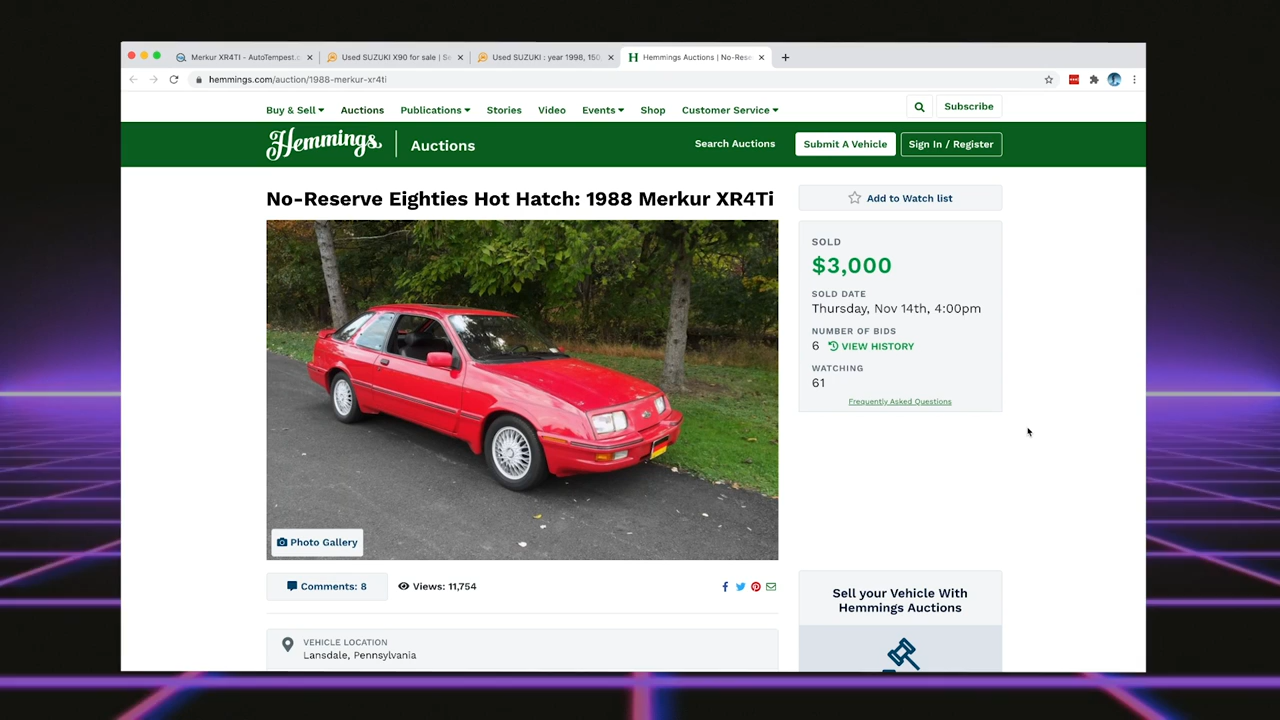 Merkur XR4TI - AutoTempest.c
Used SUZUKI X90 for sale | Se
Used SUZUKI : year 1998, 150
H Hemmings Auctions | No-Rese
hemmings.com/auction/1988-merkur-xr4ti
Buy & Sell
Auctions
Publications
Stories
Video
Events
Shop
Customer Service
Subscribe
Hemmings
Auctions
Search Auctions
Submit A Vehicle
Sign In / Register
No-Reserve Eighties Hot Hatch: 1988 Merkur XR4Ti
Add to Watch list
SOLD
$3,000
SOLD DATE
Thursday, Nov 14th, 4:00pm
NUMBER OF BIDS
6 VIEW HISTORY
WATCHING
61
Frequently Asked Questions
Photo Gallery
Comments: 8
Views: 11,754
VEHICLE LOCATION
Lansdale, Pennsylvania
Sell your Vehicle With
Hemmings Auctions